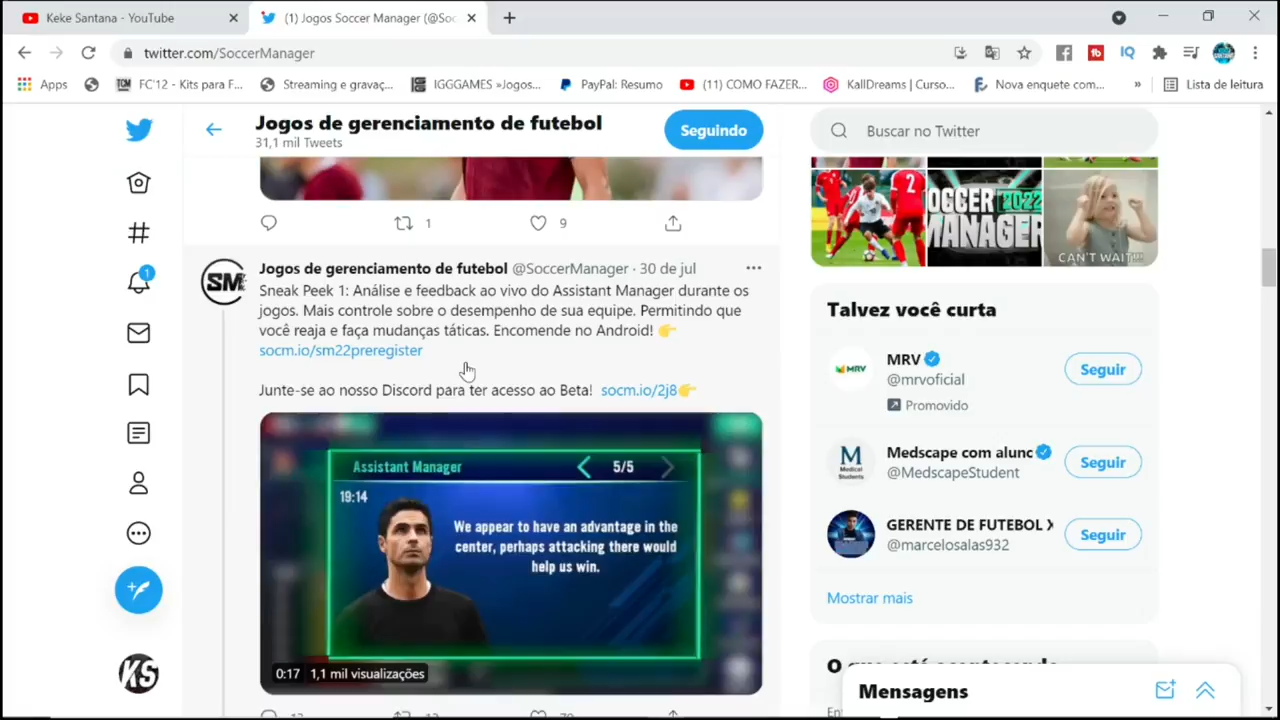 Keke Santana - YouTube
(1) Jogos Soccer Manager (@Soc
twitter.com/SoccerManager
Apps
FC'12 - Kits para F...
Streaming e gravaç...
IGGGAMES »Jogos...
PayPal: Resumo
(11) COMO FAZER...
KallDreams | Curso...
Nova enquete com...
»
Lista de leitura
Jogos de gerenciamento de futebol
31,1 mil Tweets
Seguindo
Buscar no Twitter
1
9
2
SOCCER 2022
MANAGER
CAN'T WAIT!!!
1
SM
Jogos de gerenciamento de futebol @SoccerManager · 30 de jul
Sneak Peek 1: Análise e feedback ao vivo do Assistant Manager durante os
jogos. Mais controle sobre o desempenho de sua equipe. Permitindo que
você reaja e faça mudanças táticas. Encomende no Android! 👉
socm.io/sm22preregister
Junte-se ao nosso Discord para ter acesso ao Beta! socm.io/2j8👉
Assistant Manager
5/5
19:14
We appear to have an advantage in the
center, perhaps attacking there would
help us win.
0:17 1,1 mil visualizações
Talvez você curta
MRV
@mrvoficial
Promovido
Seguir
MRV
Medscape com alunc
@MedscapeStudent
Seguir
M
Medical
Students
GERENTE DE FUTEBOL X
@marcelosalas932
Seguir
Mostrar mais
KS
Mensagens